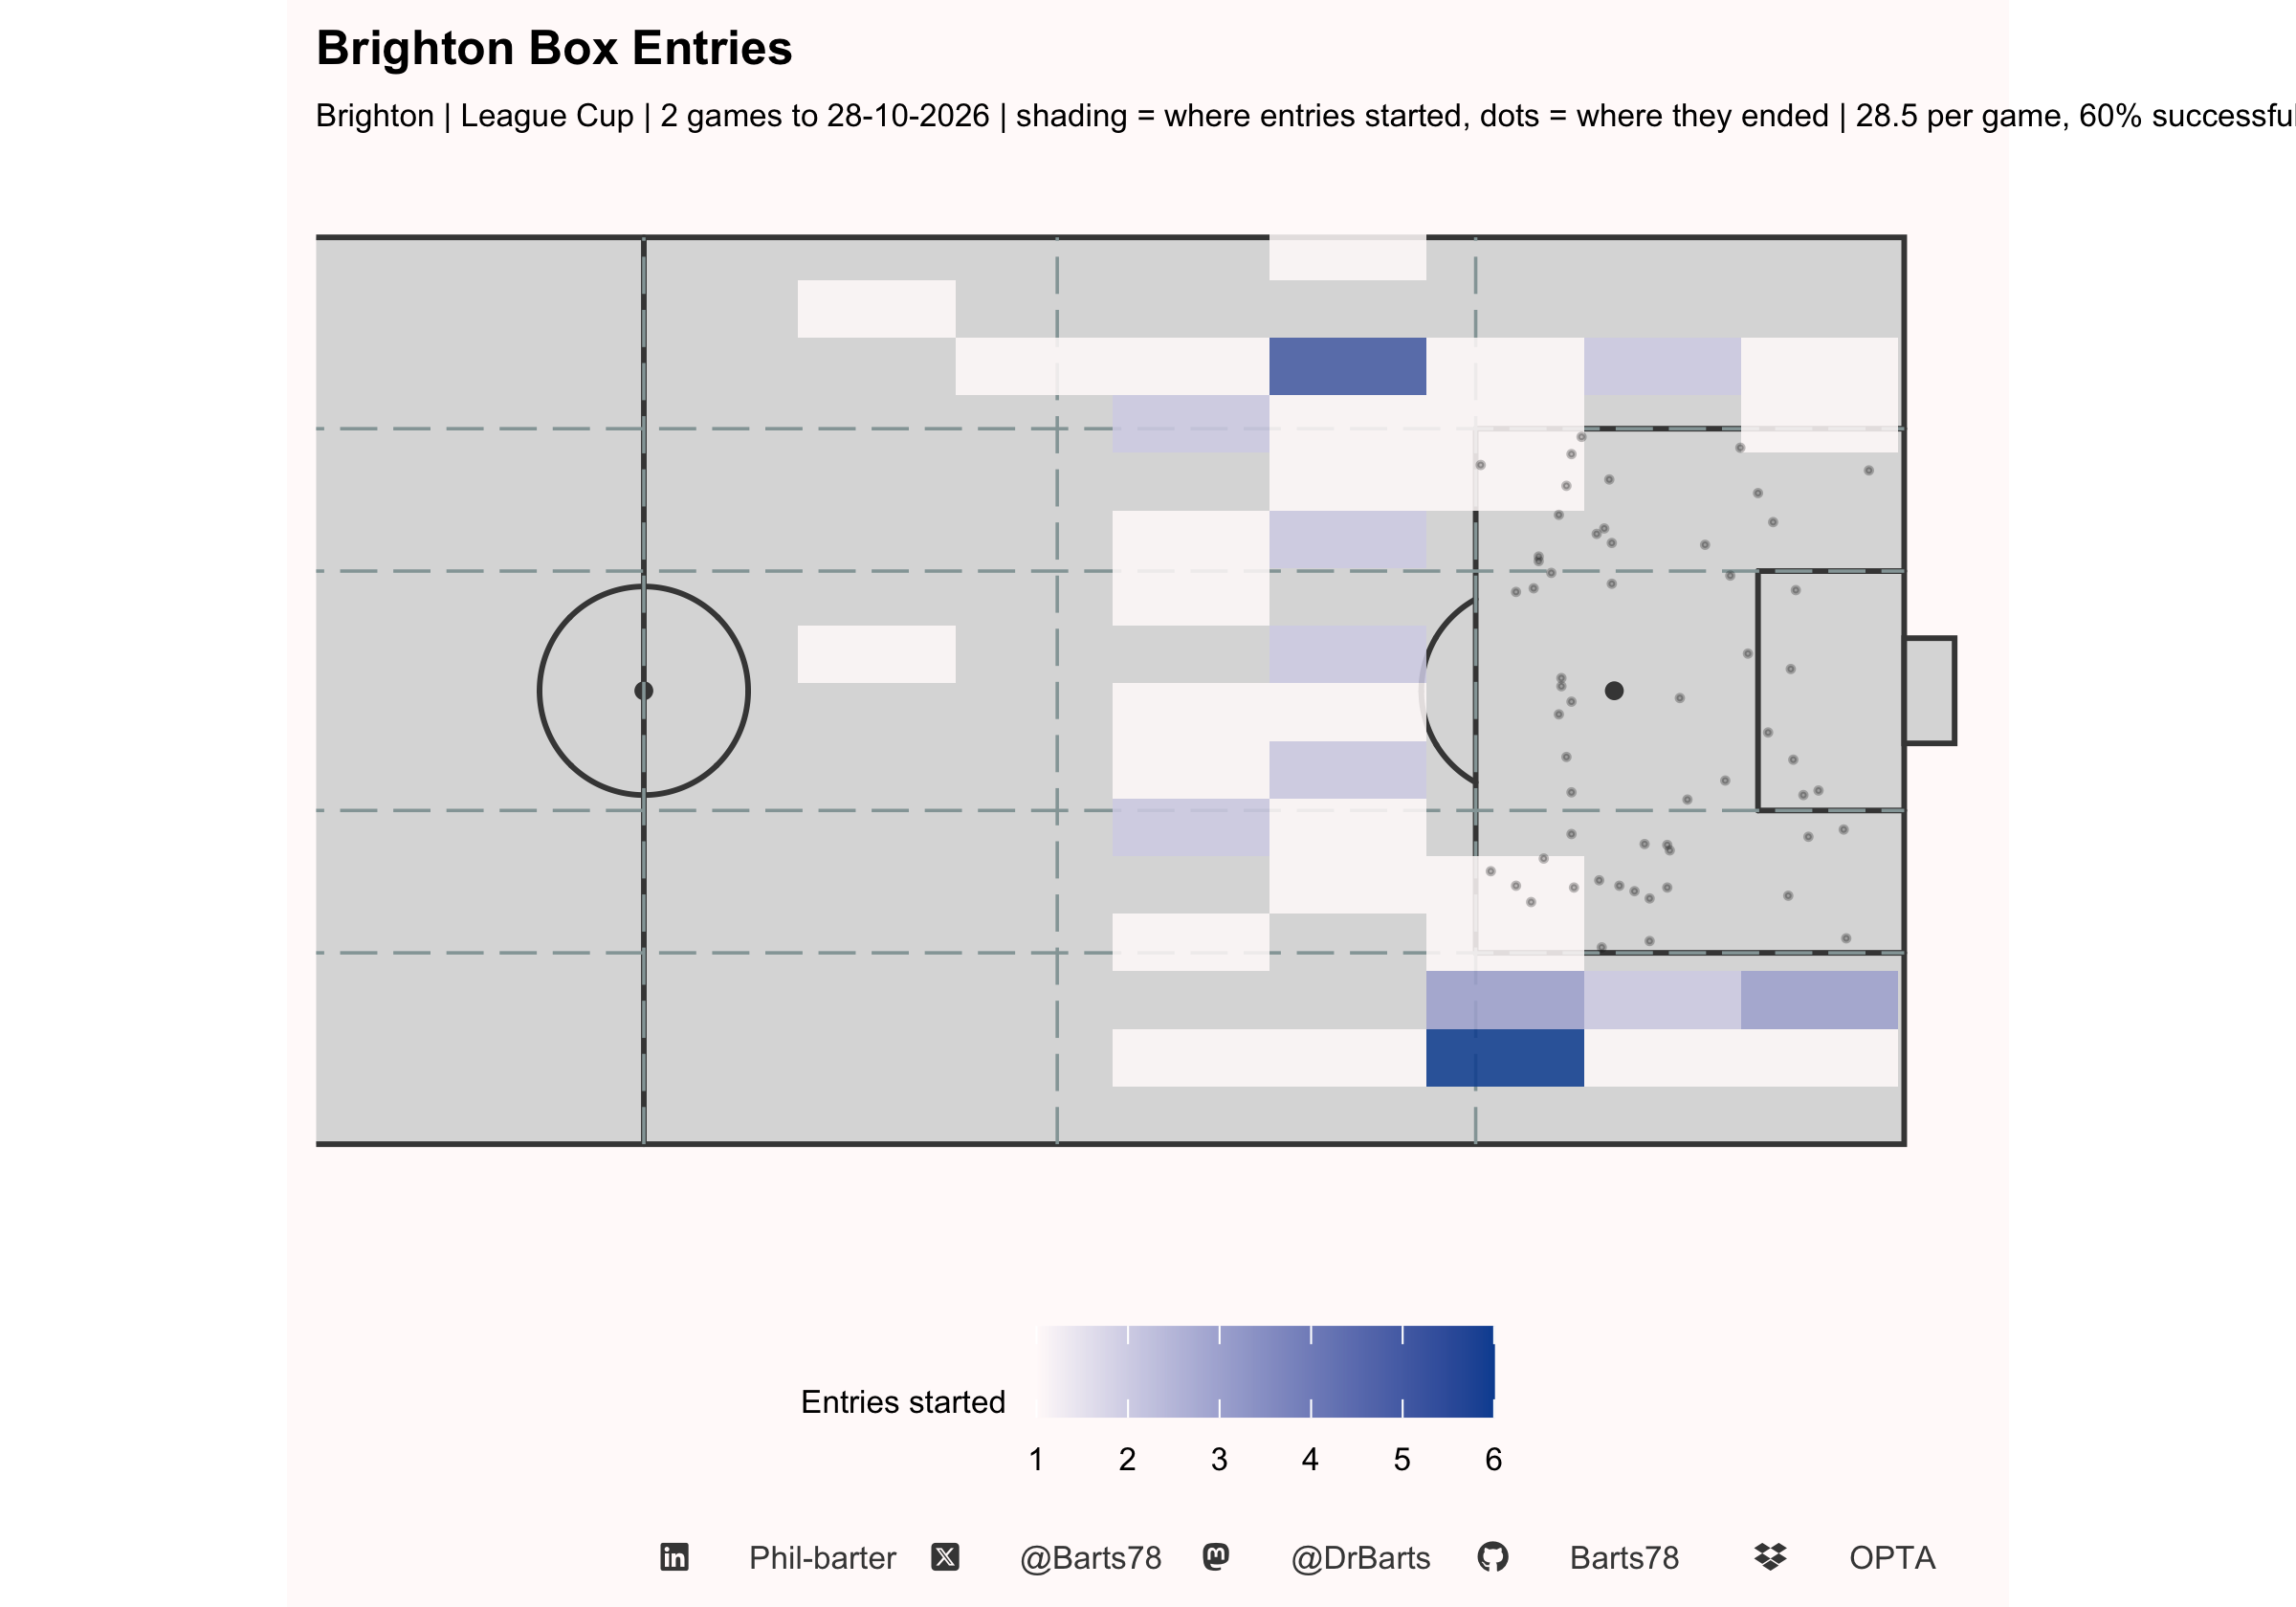 Brighton Box Entries
Brighton | League Cup | 2 games to 28-10-2026 | shading = where entries started, dots = where they ended | 28.5 per game, 60% successful
Entries started
1 2 3 4 5 6
Phil-barter @Barts78 @DrBarts Barts78 OPTA